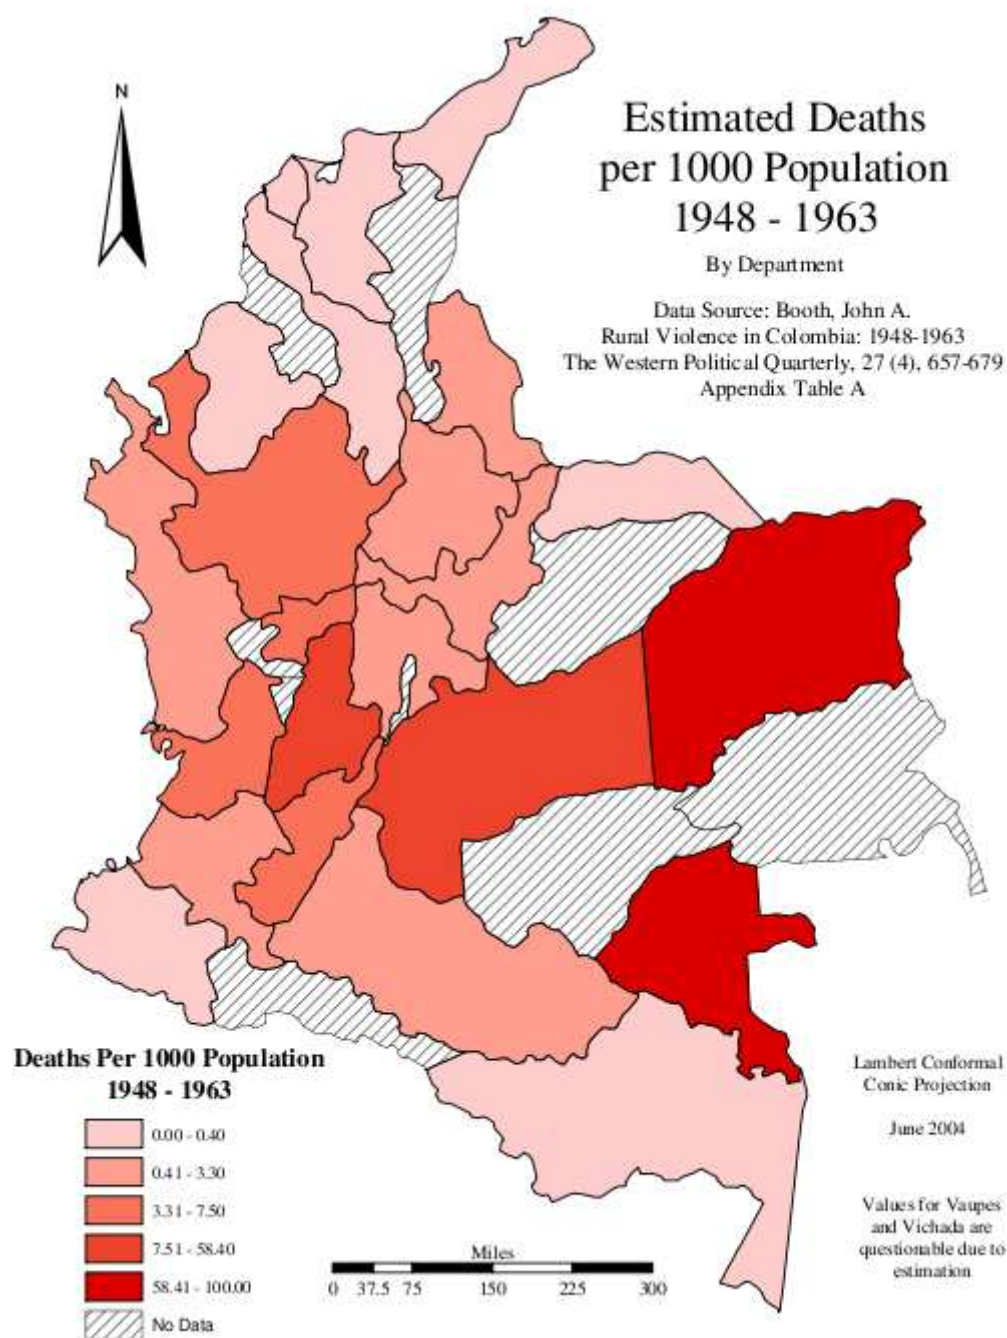 N
Estimated Deaths
per 1000 Population
1948 - 1963
By Department
Data Source: Booth, John A.
Rural Violence in Colombia: 1948-1963
The Western Political Quarterly, 27 (4), 657-679
Appendix Table A
Deaths Per 1000 Population
1948 - 1963
0.00 - 0.40
0.41 - 3.30
3.31 - 7.50
7.51 - 58.40
58.41 - 100.00
No Data
Miles
0 37.5 75 150 225 300
Lambert Conformal
Conic Projection
June 2004
Values for Vaupes
and Vichada are
questionable due to
estimation